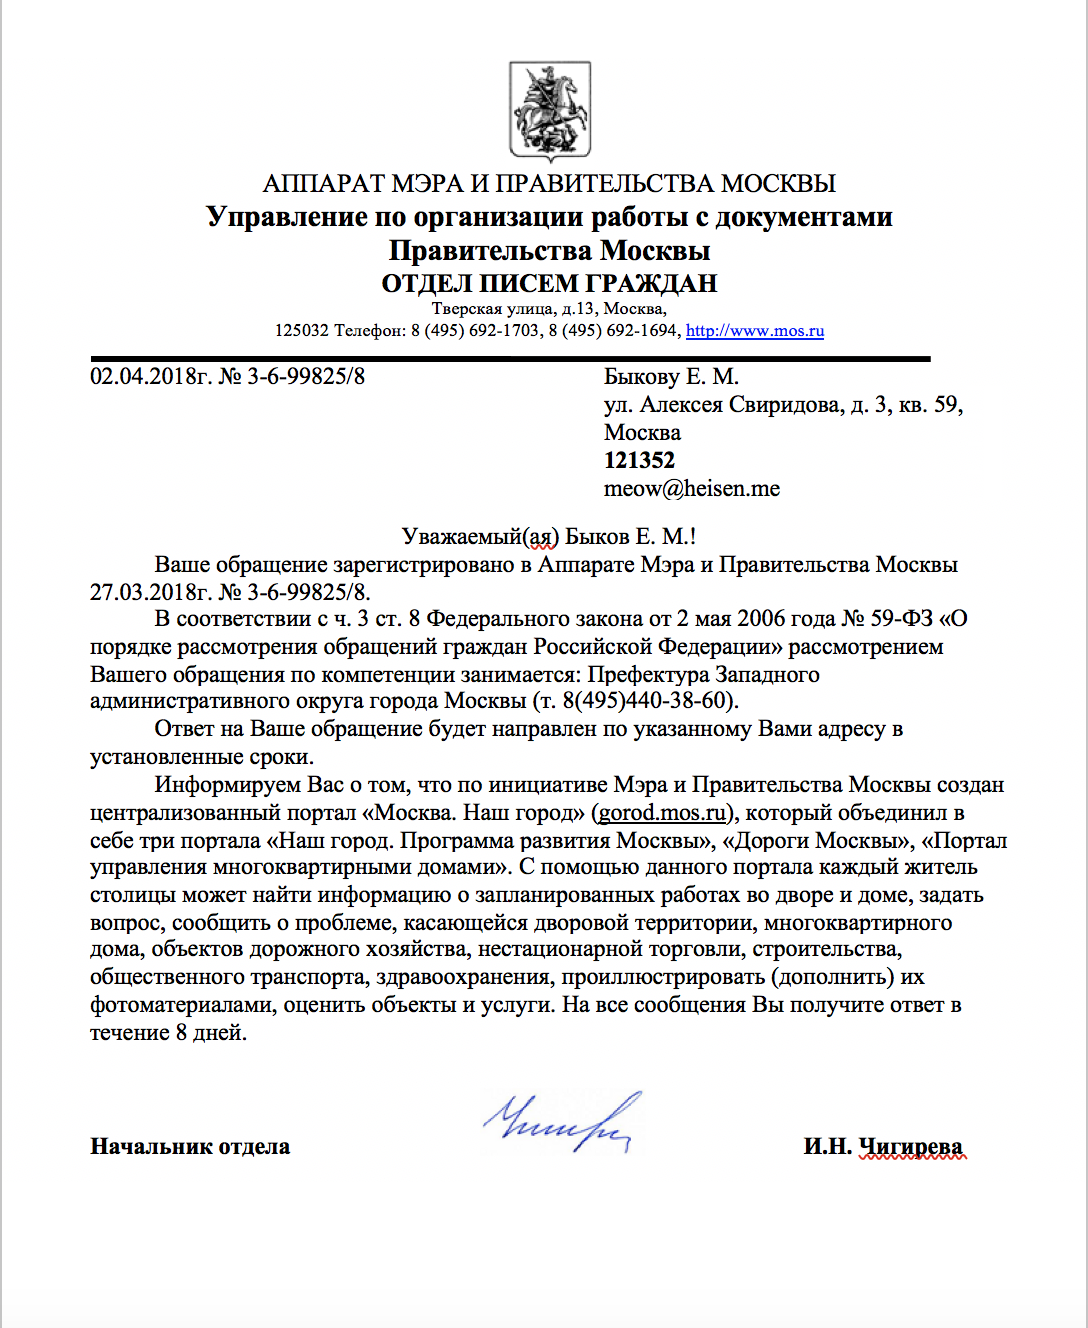 АППАРАТ МЭРА И ПРАВИТЕЛЬСТВА МОСКВЫ
Управление по организации работы с документами
Правительства Москвы
ОТДЕЛ ПИСЕМ ГРАЖДАН
Тверская улица, д.13, Москва,
125032 Телефон: 8 (495) 692-1703, 8 (495) 692-1694, http://www.mos.ru
02.04.2018г. № 3-6-99825/8
Быкову Е. М.
ул. Алексея Свиридова, д. 3, кв. 59,
Москва
121352
meow@heisen.me
Уважаемый(ая) Быков Е. М.!
Ваше обращение зарегистрировано в Аппарате Мэра и Правительства Москвы
27.03.2018г. № 3-6-99825/8.
В соответствии с ч. 3 ст. 8 Федерального закона от 2 мая 2006 года № 59-ФЗ «О
порядке рассмотрения обращений граждан Российской Федерации» рассмотрением
Вашего обращения по компетенции занимается: Префектура Западного
административного округа города Москвы (т. 8(495)440-38-60).
Ответ на Ваше обращение будет направлен по указанному Вами адресу в
установленные сроки.
Информируем Вас о том, что по инициативе Мэра и Правительства Москвы создан
централизованный портал «Москва. Наш город» (gorod.mos.ru), который объединил в
себе три портала «Наш город. Программа развития Москвы», «Дороги Москвы», «Портал
управления многоквартирными домами». С помощью данного портала каждый житель
столицы может найти информацию о запланированных работах во дворе и доме, задать
вопрос, сообщить о проблеме, касающейся дворовой территории, многоквартирного
дома, объектов дорожного хозяйства, нестационарной торговли, строительства,
общественного транспорта, здравоохранения, проиллюстрировать (дополнить) их
фотоматериалами, оценить объекты и услуги. На все сообщения Вы получите ответ в
течение 8 дней.
Начальник отдела
И.Н. Чигирева